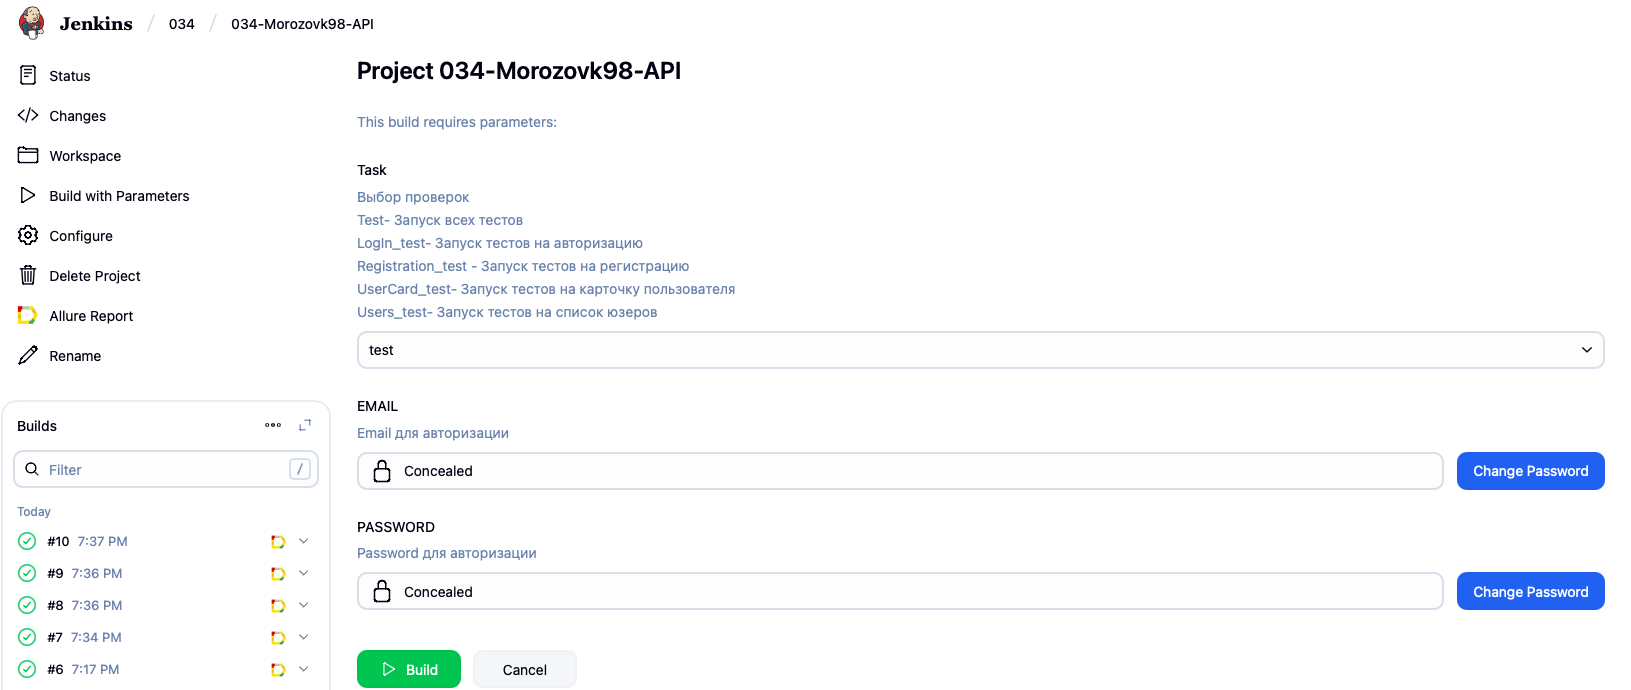 Jenkins / 034 / 034-Morozovk98-API
Status
Changes
Workspace
Build with Parameters
Configure
Delete Project
Allure Report
Rename
Builds
Filter /
Today
#10 7:37 PM
#9 7:36 PM
#8 7:36 PM
#7 7:34 PM
#6 7:17 PM
Project 034-Morozovk98-API
This build requires parameters:
Task
Выбор проверок
Test- Запуск всех тестов
LogIn_test- Запуск тестов на авторизацию
Registration_test - Запуск тестов на регистрацию
UserCard_test- Запуск тестов на карточку пользователя
Users_test- Запуск тестов на список юзеров
test
EMAIL
Email для авторизации
Concealed
Change Password
PASSWORD
Password для авторизации
Concealed
Change Password
Build
Cancel